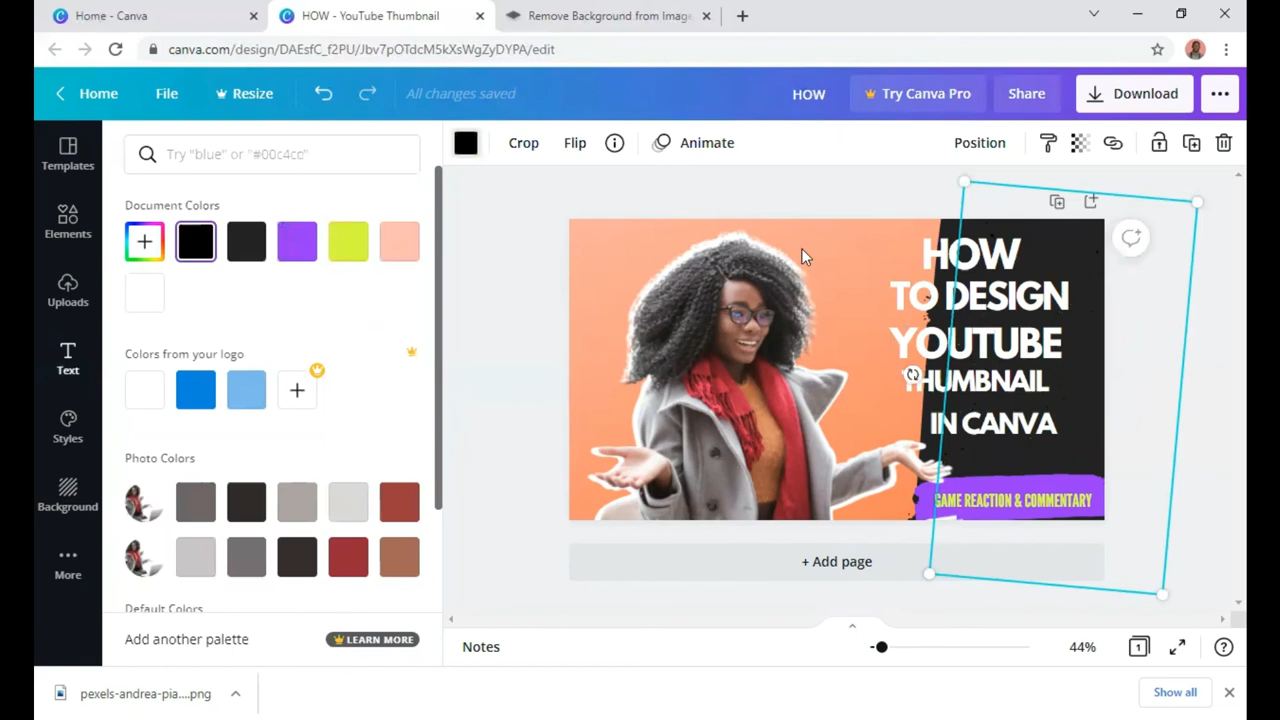 Home - Canva
HOW - YouTube Thumbnail
Remove Background from Imag
canva.com/design/DAEsfC_f2PU/Jbv7pOTdcM5kXsWgZyDYPA/edit
Home
File
Resize
All changes saved
HOW
Try Canva Pro
Share
Download
Templates
Elements
Uploads
Text
Styles
Background
More
Try "blue" or "#00c4cc"
Document Colors
Colors from your logo
Photo Colors
Default Colors
Add another palette
LEARN MORE
Crop
Flip
Animate
Position
HOW
TO DESIGN
YOUTUBE
THUMBNAIL
IN CANVA
GAME REACTION & COMMENTARY
+ Add page
Notes
44%
1
pexels-andrea-pia....png
Show all